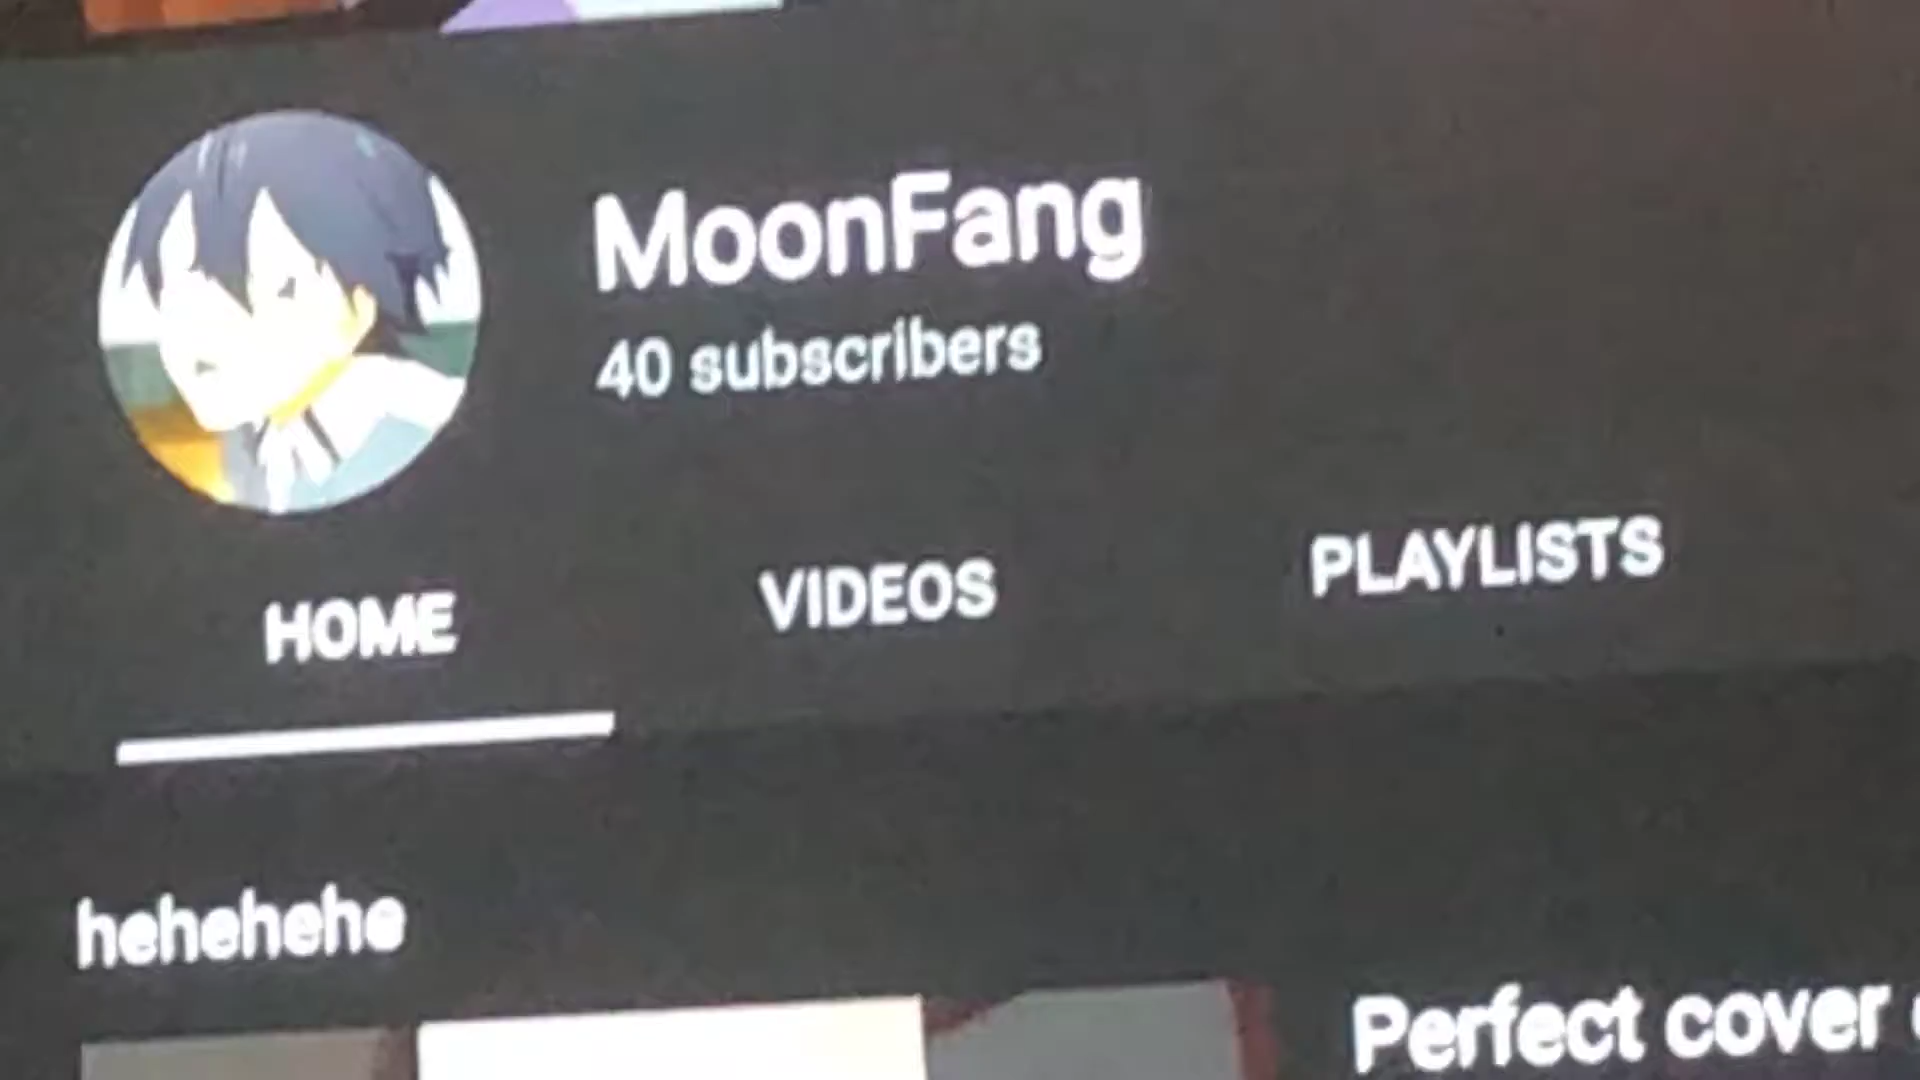 MoonFang
40 subscribers
HOME VIDEOS PLAYLISTS
hehehehe
Perfect cover